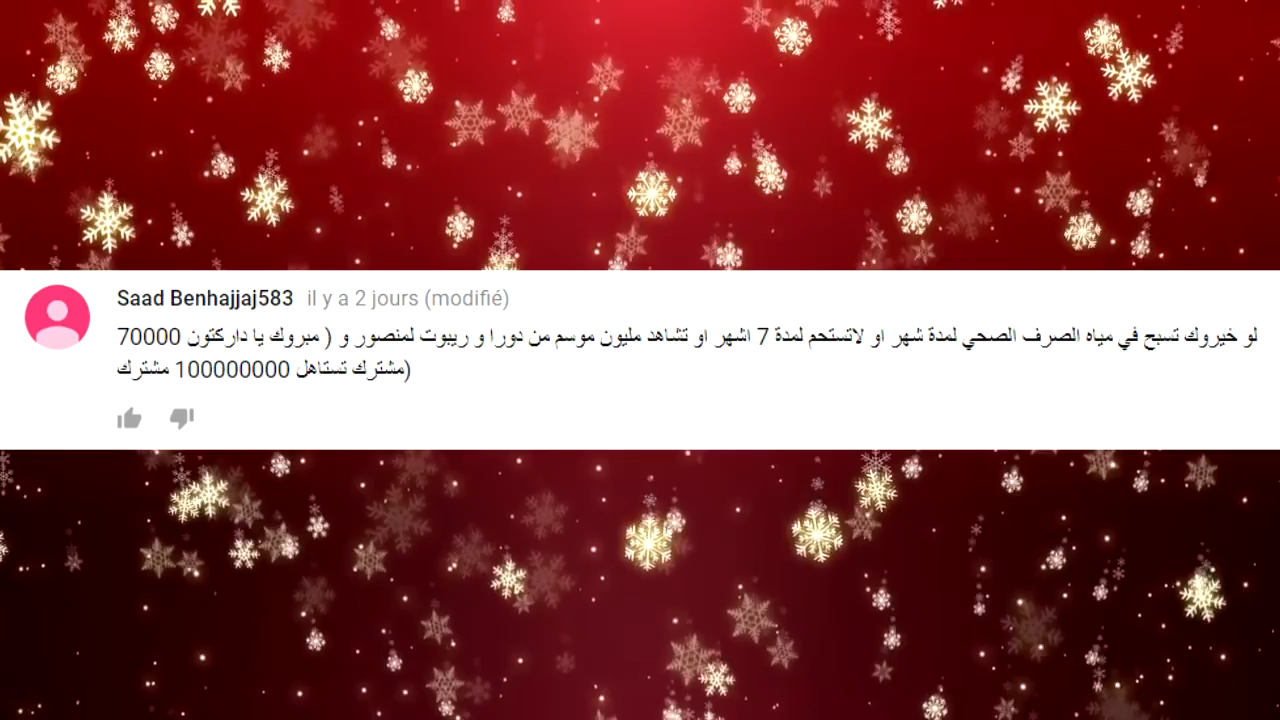 Saad Benhajjaj583 il y a 2 jours (modifié)
لو خيروك تسبح في مياه الصرف الصحي لمدة شهر او لاتستحم لمدة 7 اشهر او تشاهد مليون موسم من دورا و ريبوت لمنصور و ( مبروك يا داركتون 70000
مشترك تستاهل 100000000 مشترك)